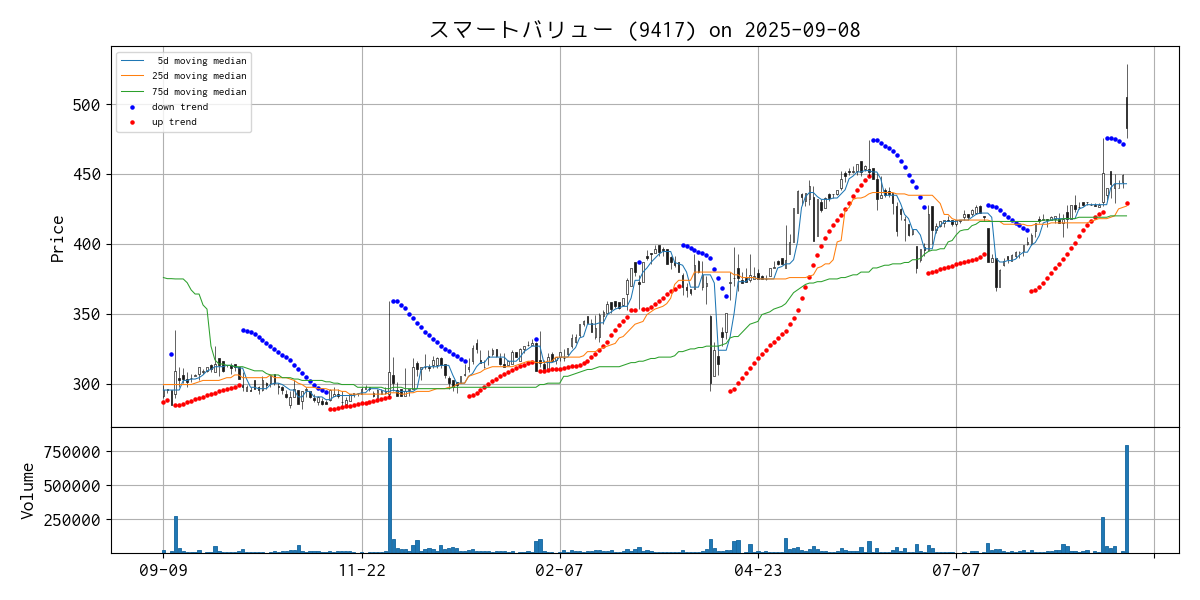 スマートバリュー (9417) on 2025-09-08
5d moving median
25d moving median
75d moving median
down trend
up trend
Price
500
450
400
350
300
Volume
750000
500000
250000
09-09 11-22 02-07 04-23 07-07